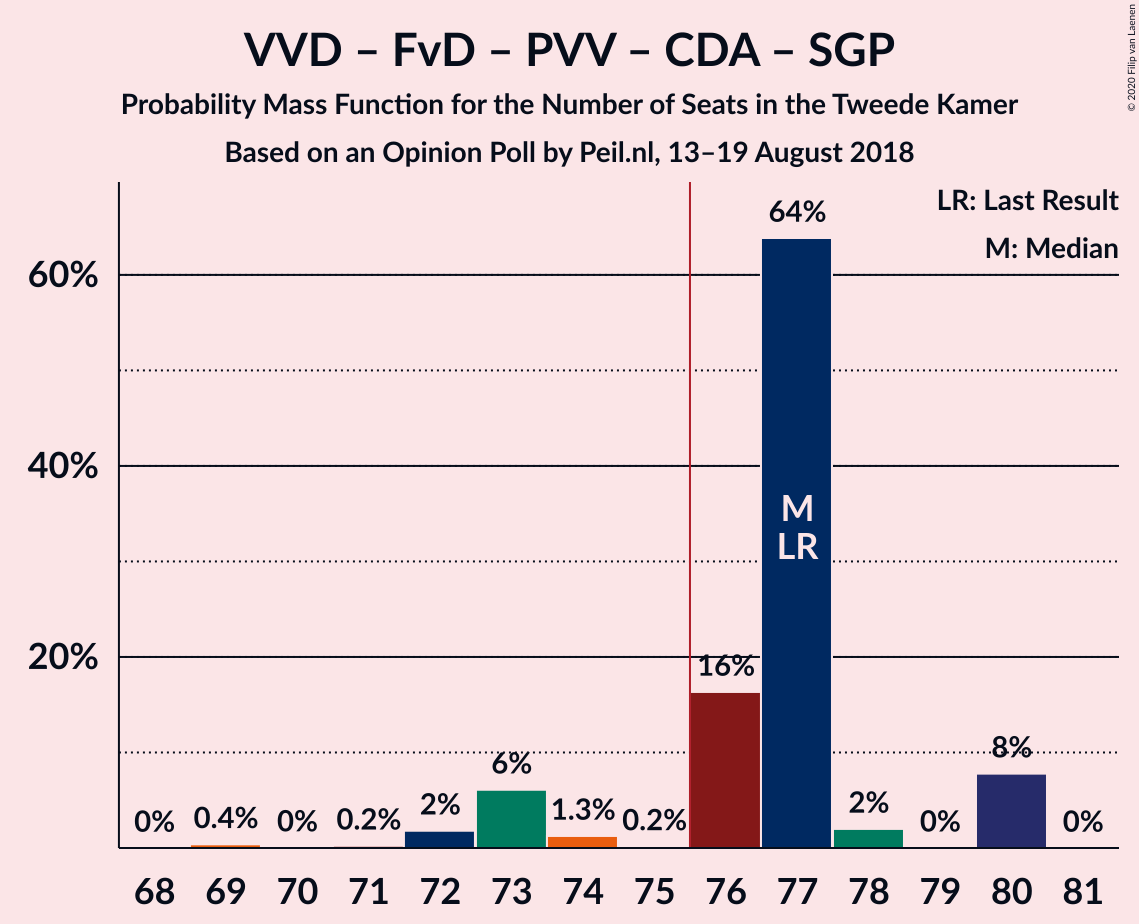 VVD – FvD – PVV – CDA – SGP
Probability Mass Function for the Number of Seats in the Tweede Kamer
Based on an Opinion Poll by Peil.nl, 13–19 August 2018
© 2020 Filip van Laenen
LR: Last Result
M: Median
60%
40%
20%
0%
0.4%
0%
0.2%
2%
6%
1.3%
0.2%
16%
64%
2%
0%
8%
0%
M
LR
68 69 70 71 72 73 74 75 76 77 78 79 80 81